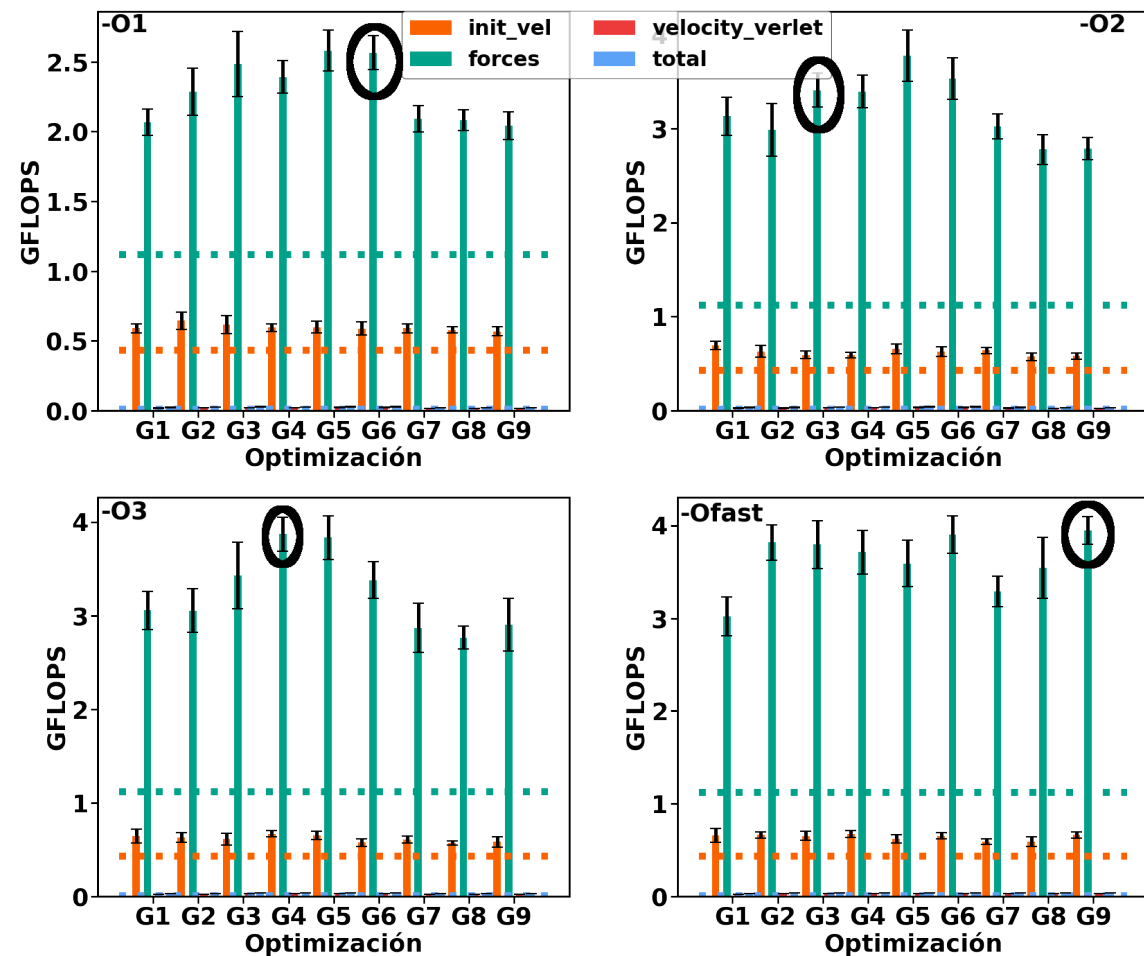 -O1
init_vel
forces
velocity_verlet
total
-O2
GFLOPS
2.5
2.0
1.5
1.0
0.5
0.0
G1 G2 G3 G4 G5 G6 G7 G8 G9
Optimización
GFLOPS
4
3
2
1
0
G1 G2 G3 G4 G5 G6 G7 G8 G9
Optimización
-O3
GFLOPS
4
3
2
1
0
G1 G2 G3 G4 G5 G6 G7 G8 G9
Optimización
-Ofast
GFLOPS
4
3
2
1
0
G1 G2 G3 G4 G5 G6 G7 G8 G9
Optimización